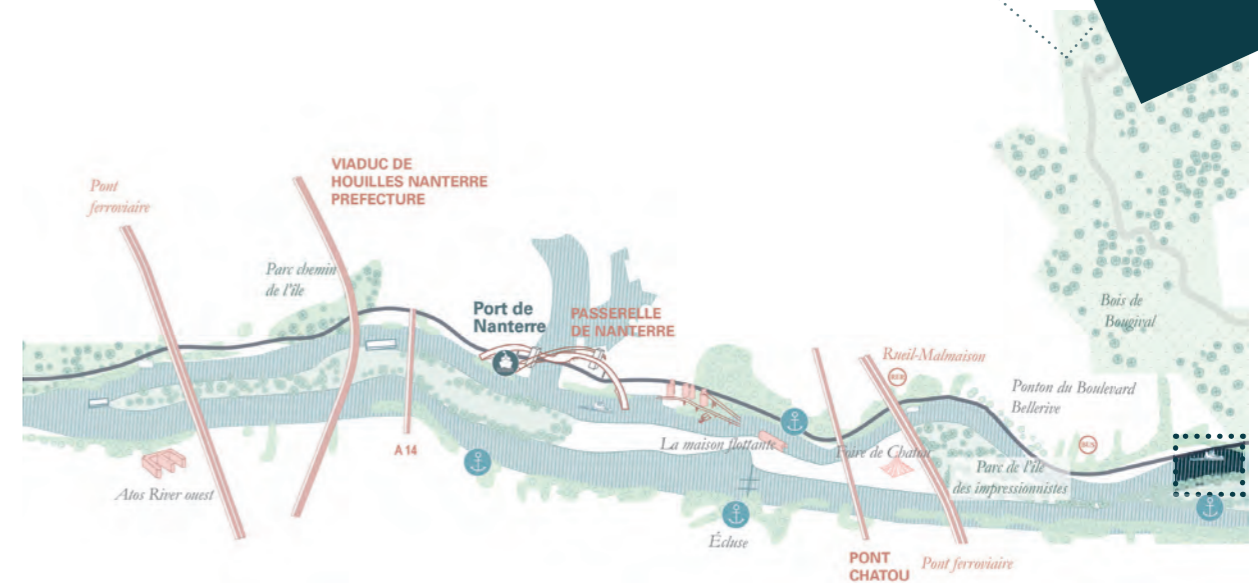 Pont
ferroviaire
VIADUC DE
HOUILLES NANTERRE
PREFECTURE
Parc chemin
de l'île
Port de
Nanterre
PASSERELLE
DE NANTERRE
A 14
Atos River ouest
La maison flottante
Écluse
Foire de Chatou
PONT
CHATOU
Pont ferroviaire
Rueil-Malmaison
RER
Parc de l'île
des impressionnistes
Ponton du Boulevard
Bellerive
BUS
Bois de
Bougival